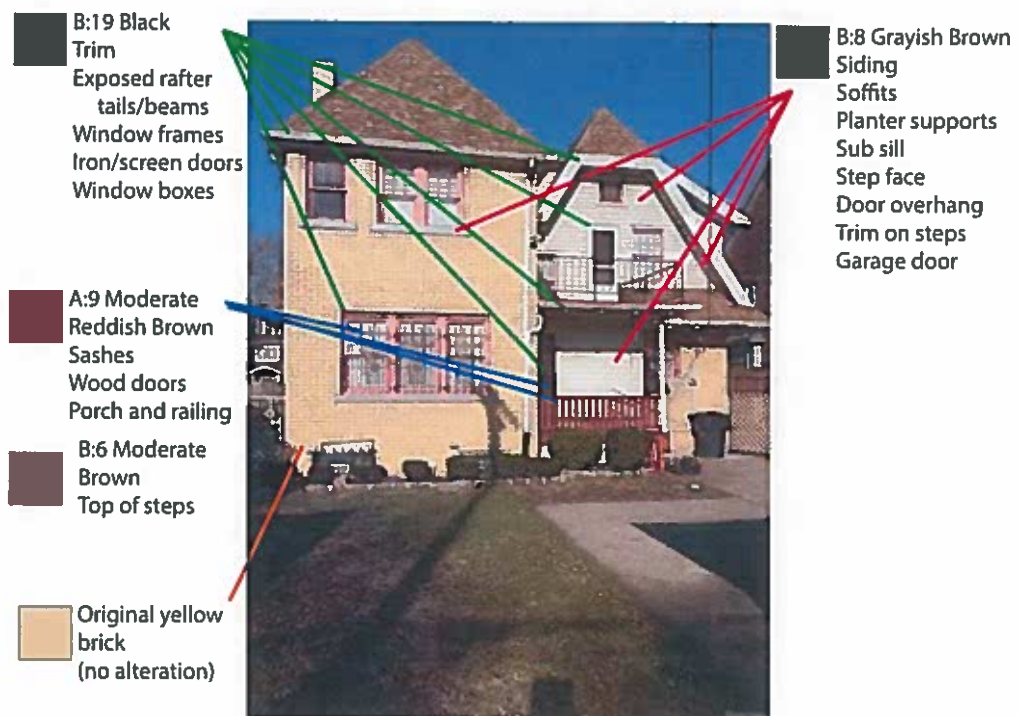 B:19 Black
Trim
Exposed rafter
tails/beams
Window frames
Iron/screen doors
Window boxes
A:9 Moderate
Reddish Brown
Sashes
Wood doors
Porch and railing
B:6 Moderate
Brown
Top of steps
Original yellow
brick
(no alteration)
B:8 Grayish Brown
Siding
Soffits
Planter supports
Sub sill
Step face
Door overhang
Trim on steps
Garage door